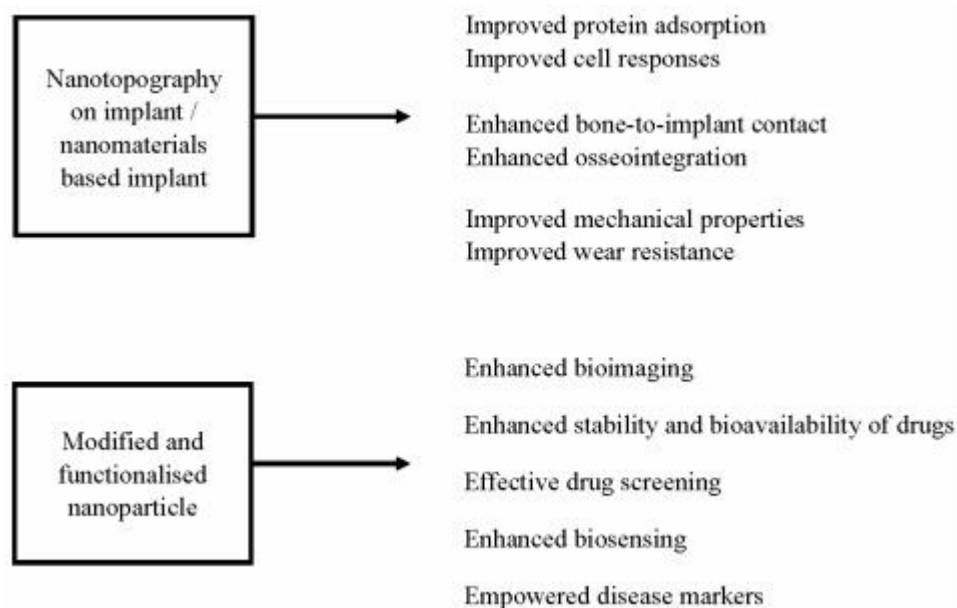 Nanotopography
on implant /
nanomaterials
based implant
Improved protein adsorption
Improved cell responses
Enhanced bone-to-implant contact
Enhanced osseointegration
Improved mechanical properties
Improved wear resistance
Modified and
functionalised
nanoparticle
Enhanced bioimaging
Enhanced stability and bioavailability of drugs
Effective drug screening
Enhanced biosensing
Empowered disease markers